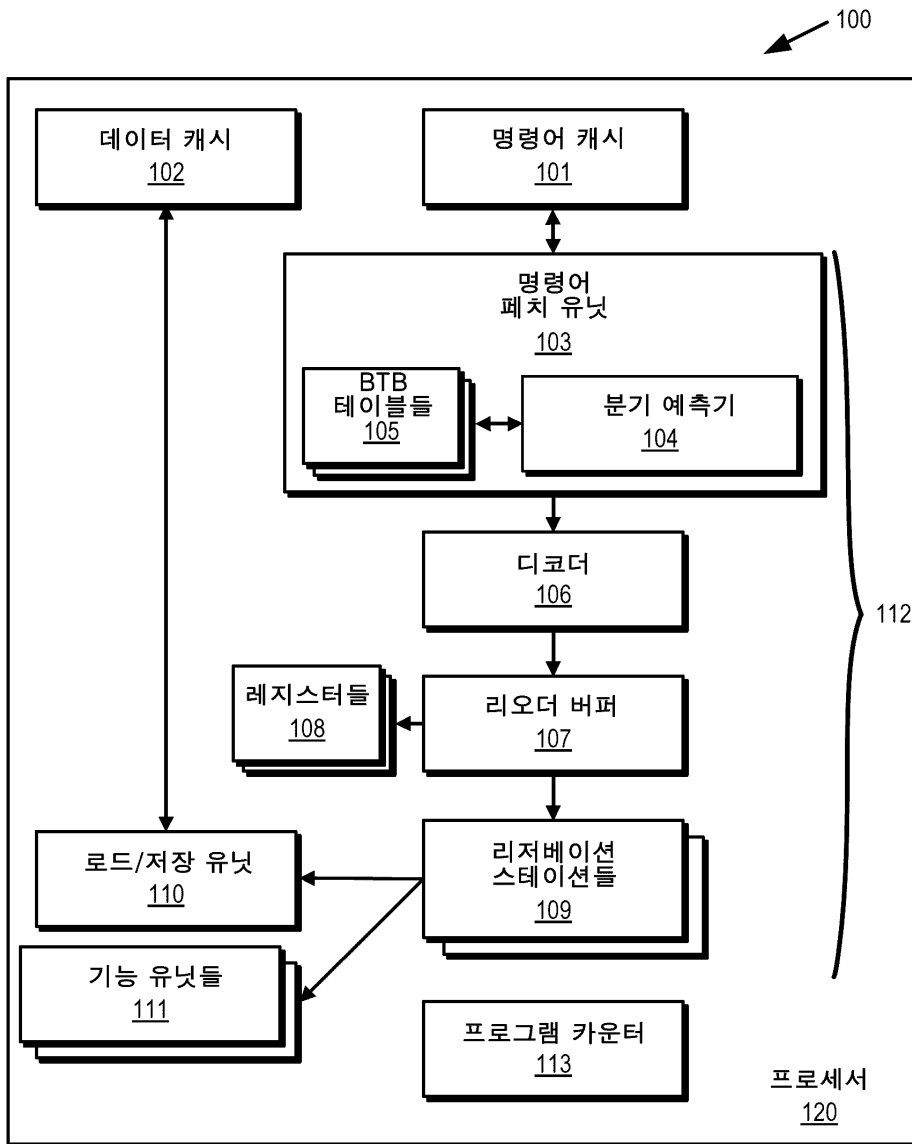 100
데이터 캐시
102
명령어 캐시
101
명령어
페치 유닛
103
BTB
테이블들
105
분기 예측기
104
디코더
106
112
레지스터들
108
리오더 버퍼
107
로드/저장 유닛
110
리저베이션
스테이션들
109
기능 유닛들
111
프로그램 카운터
113
프로세서
120